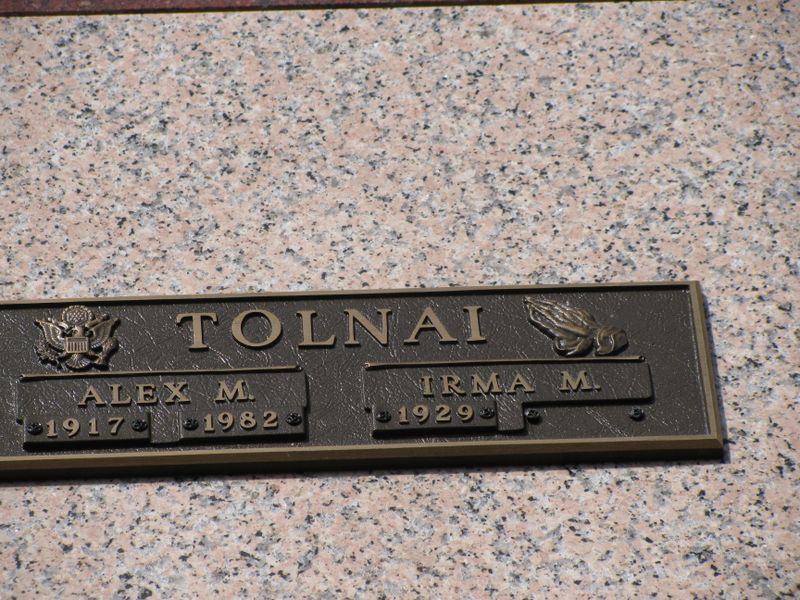 TOLNAI
ALEX M. IRMA M.
1917 1982 1929